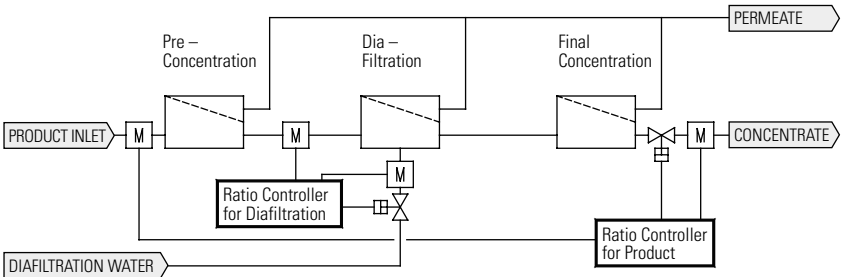 PERMEATE
Pre –
Concentration
Dia –
Filtration
Final
Concentration
PRODUCT INLET
M
M
M
CONCENTRATE
M
Ratio Controller
for Diafiltration
Ratio Controller
for Product
DIAFILTRATION WATER